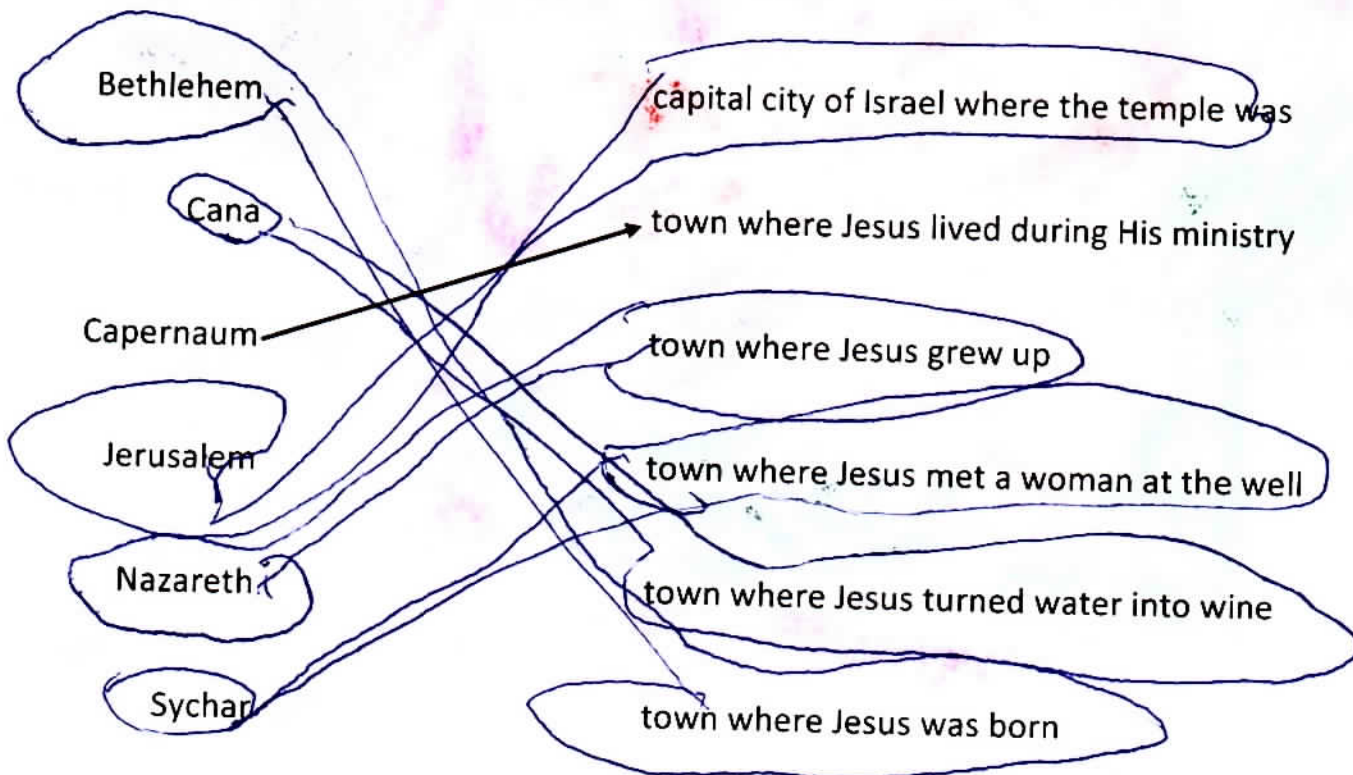 Bethlehem
capital city of Israel where the temple was
Cana
town where Jesus lived during His ministry
Capernaum
town where Jesus grew up
Jerusalem
town where Jesus met a woman at the well
Nazareth
town where Jesus turned water into wine
Sychar
town where Jesus was born